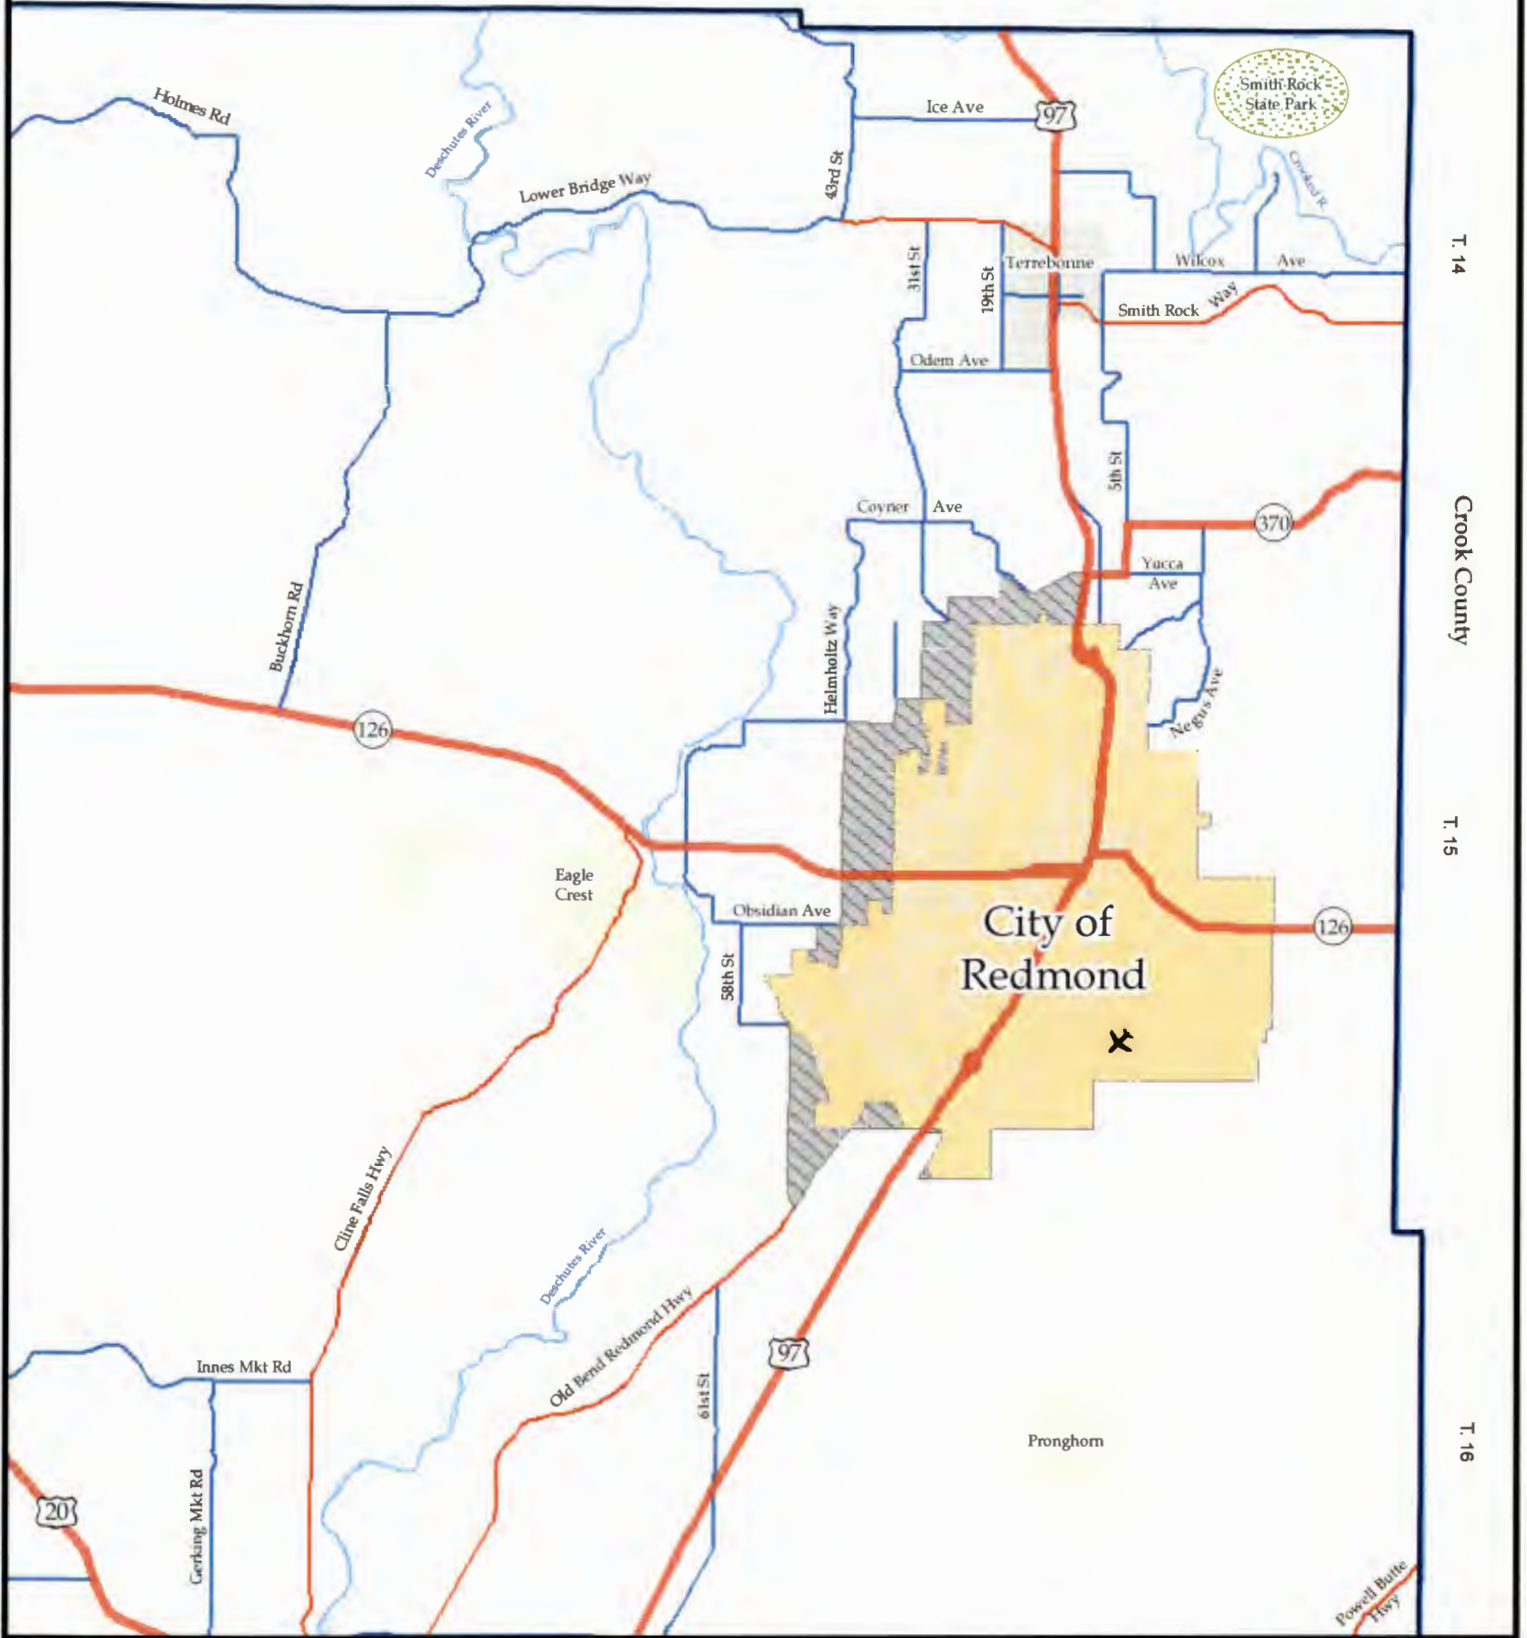 Smith Rock
State Park
Holmes Rd
Ice Ave
97
Deschutes River
Lower Bridge Way
43rd St
Crooked R.
T. 14
31st St
19th St
Terrebonne
Wilcox Ave
Smith Rock Way
Odem Ave
5th St
Coyner Ave
370
Crook County
Yucca
Ave
Buckhorn Rd
Helmholtz Way
Negus Ave
126
T. 15
Eagle
Crest
Obsidian Ave
City of
Redmond
126
58th St
Cline Falls Hwy
Deschutes River
Old Bend Redmond Hwy
97
Innes Mkt Rd
61st St
Pronghorn
T. 16
20
Gerking Mkt Rd
Powell Butte
Hwy